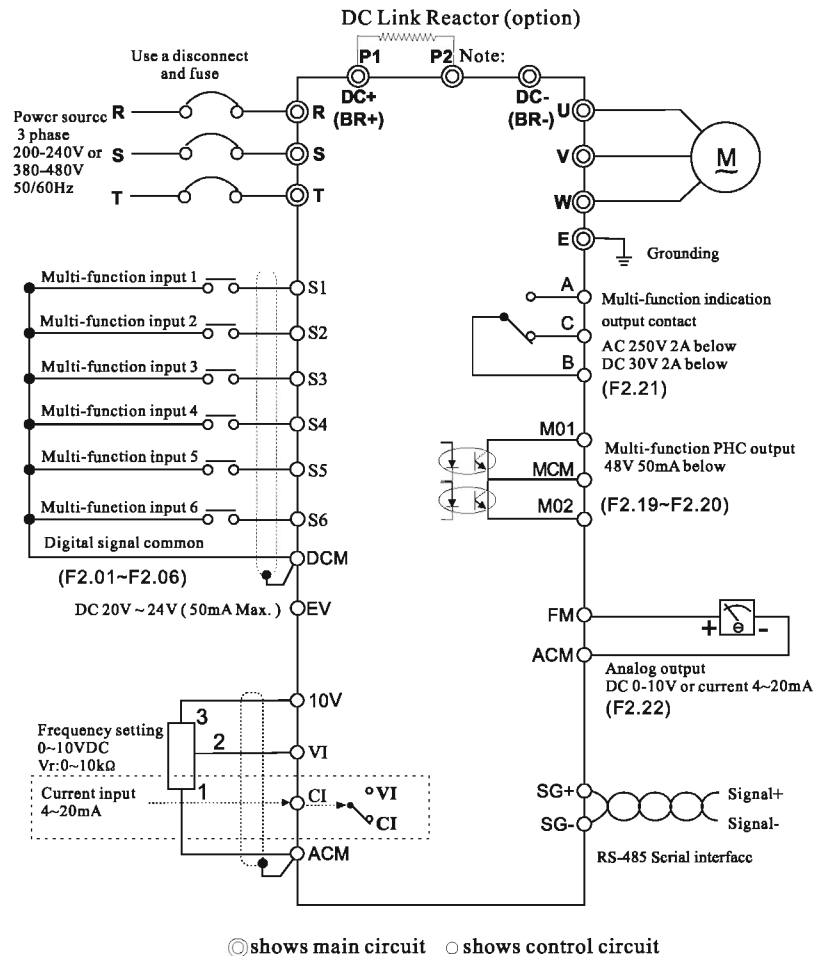 DC Link Reactor (option)
P1
P2
Note:
Use a disconnect
and fuse
DC+
(BR+)
DC-
(BR-)
Power source
3 phase
200-240V or
380-480V
50/60Hz
R
R
S
S
T
T
U
V
W
M
E
Grounding
Multi-function input 1
S1
Multi-function input 2
S2
Multi-function input 3
S3
Multi-function input 4
S4
Multi-function input 5
S5
Multi-function input 6
S6
Digital signal common
DCM
(F2.01~F2.06)
DC 20V ~ 24V ( 50mA Max. )
EV
A
C
B
Multi-function indication
output contact
AC 250V 2A below
DC 30V 2A below
(F2.21)
M01
MCM
M02
Multi-function PHC output
48V 50mA below
(F2.19~F2.20)
FM
+
-
ACM
Analog output
DC 0-10V or current 4~20mA
(F2.22)
10V
3
Frequency setting
0~10VDC
Vr:0~10kΩ
2
VI
1
Current input
4~20mA
CI
VI
CI
ACM
SG+
Signal+
SG-
Signal-
RS-485 Serial interface
shows main circuit
shows control circuit